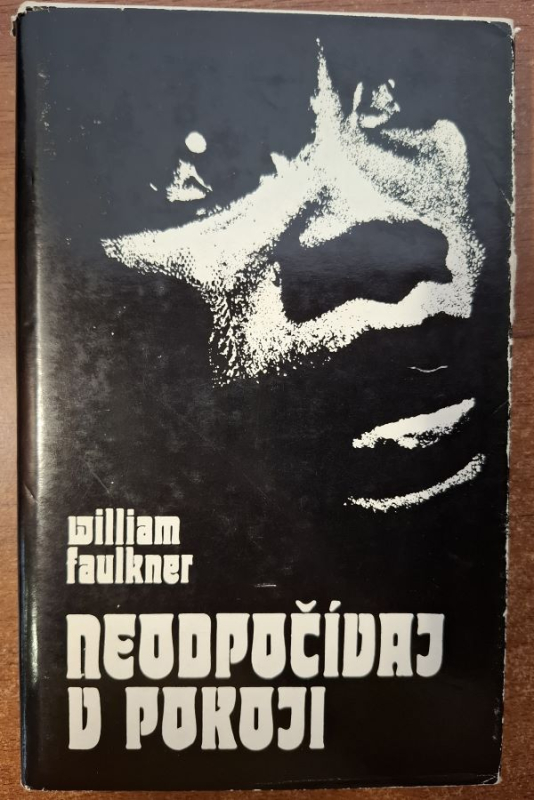 william
faulkner
NEODPOČÍVAJ
V POKOJI